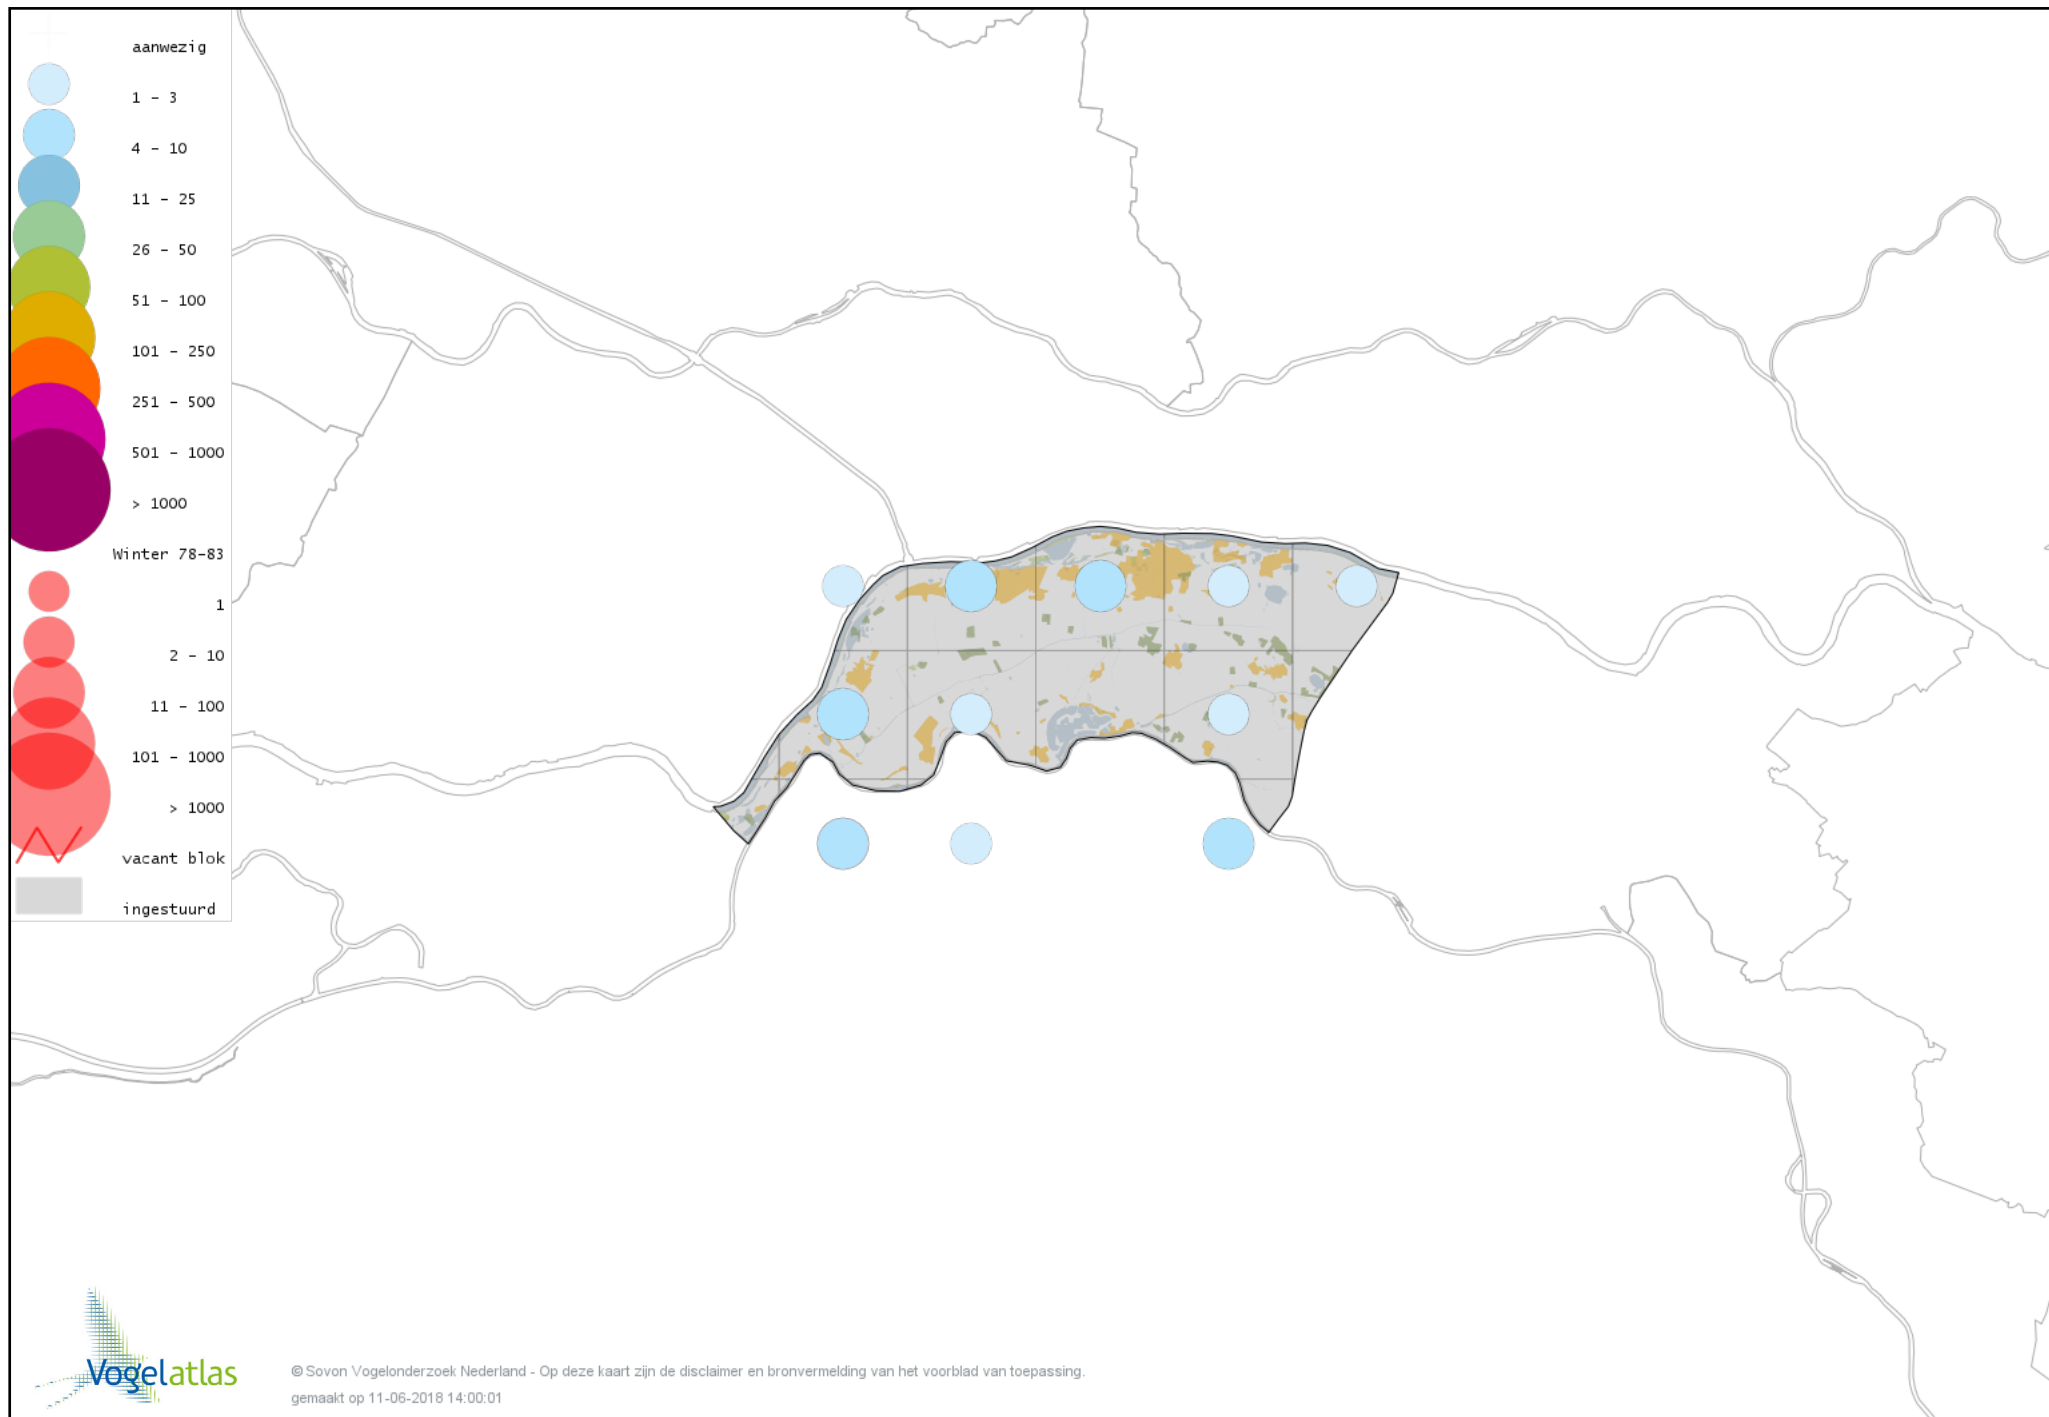 aanwezig
1 - 3
4 - 10
11 - 25
26 - 50
51 - 100
101 - 250
251 - 500
501 - 1000
> 1000
Winter 78-83
1
2 - 10
11 - 100
101 - 1000
> 1000
vacant blok
ingestuurd
Vogelatlas
© Sovon Vogelonderzoek Nederland - Op deze kaart zijn de disclaimer en bronvermelding van het voorblad van toepassing.
gemaakt op 11-06-2018 14:00:01